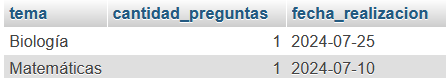 tema cantidad_preguntas fecha_realizacion
Biología 1 2024-07-25
Matemáticas 1 2024-07-10